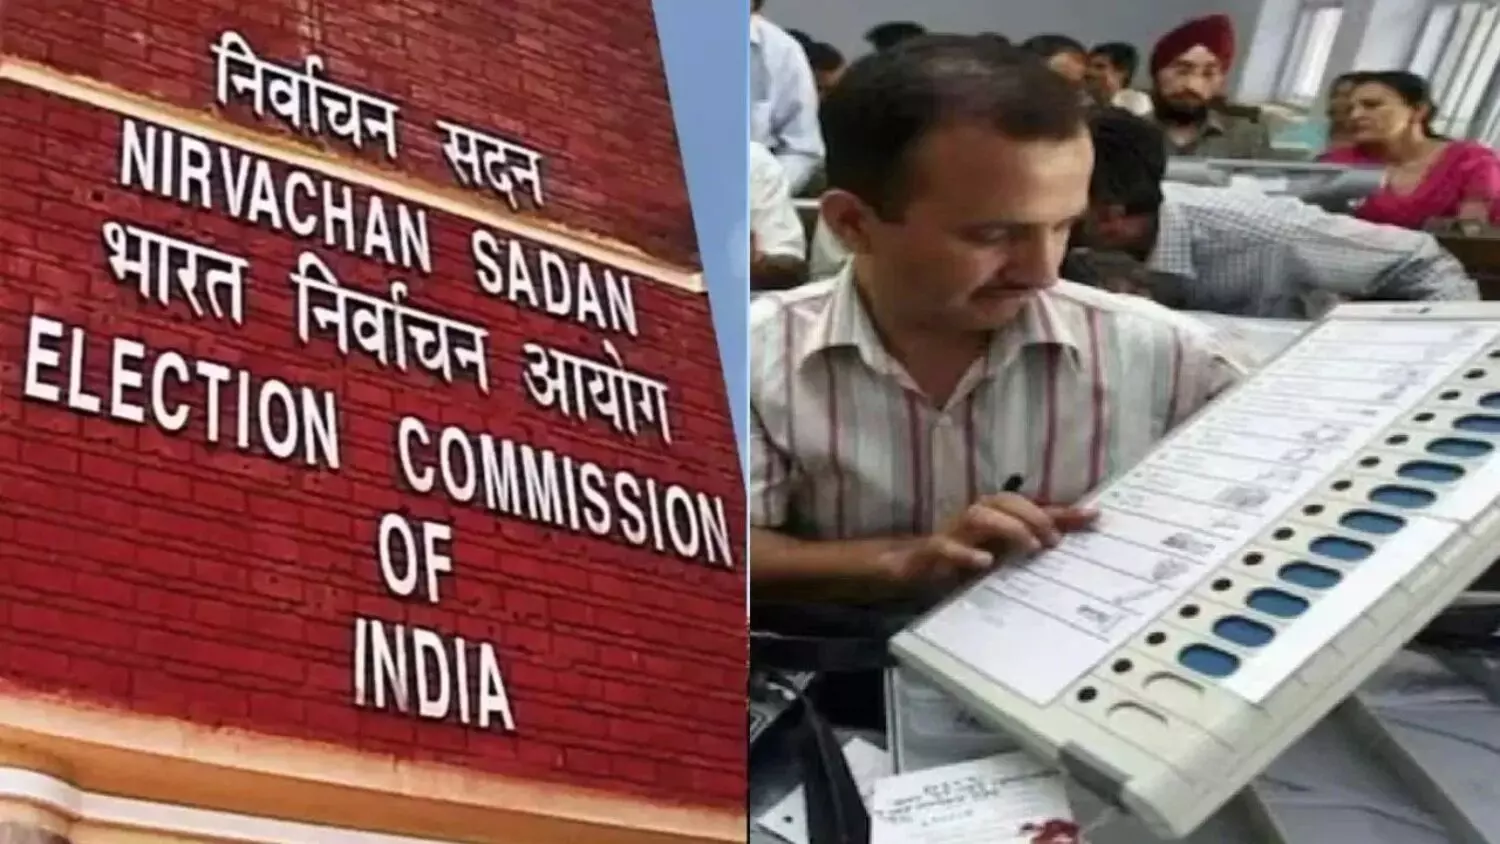 निर्वाचन सदन
NIRVACHAN SADAN
भारत निर्वाचन आयोग
ELECTION COMMISSION
OF
INDIA